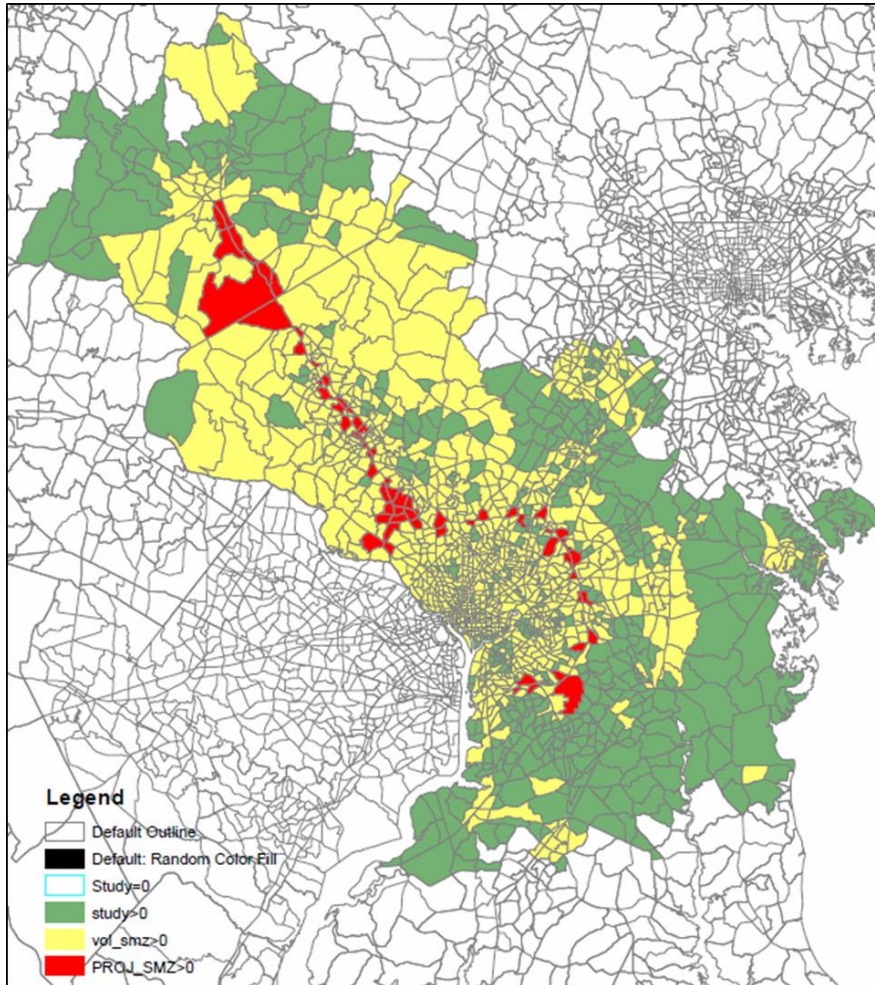 Legend
Default Outline
Default: Random Color Fill
Study=0
study>0
vol_smz>0
PROJ_SMZ>0